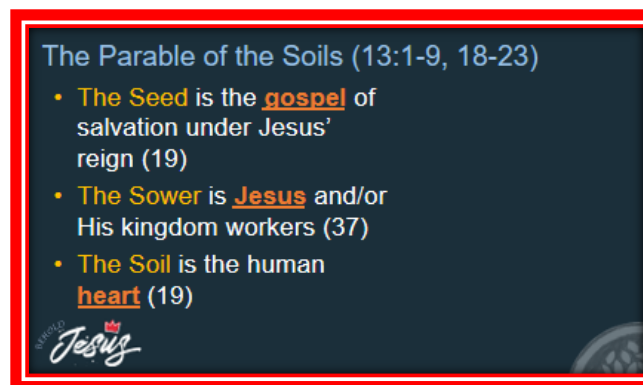 The Parable of the Soils (13:1-9, 18-23)
• The Seed is the gospel of
salvation under Jesus'
reign (19)
• The Sower is Jesus and/or
His kingdom workers (37)
• The Soil is the human
heart (19)
BEHOLD
Jesus